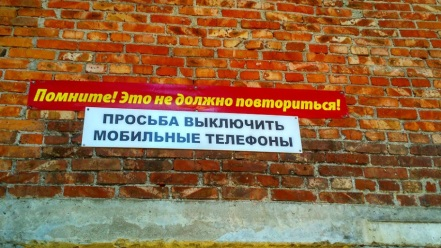 Помните! Это не должно повториться!
ПРОСЬБА ВЫКЛЮЧИТЬ
МОБИЛЬНЫЕ ТЕЛЕФОНЫ